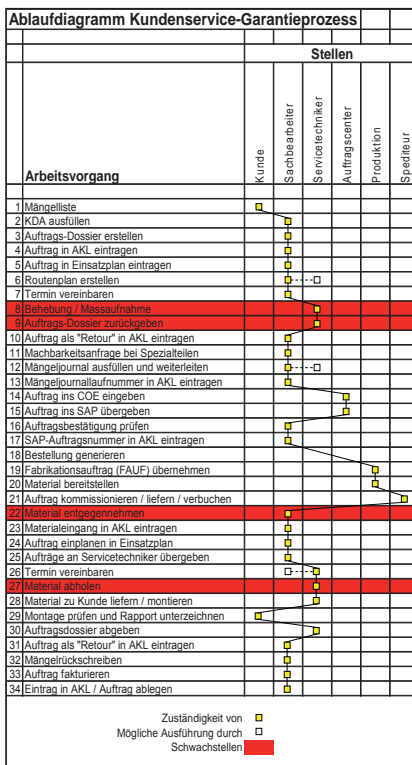 Ablaufdiagramm Kundenservice-Garantieprozess
Stellen
Arbeitsvorgang
Kunde
Sachbearbeiter
Servicetechniker
Auftragscenter
Produktion
Spediteur
1 Mängelliste
2 KDA ausfüllen
3 Auftrags-Dossier erstellen
4 Auftrag in AKL eintragen
5 Auftrag in Einsatzplan eintragen
6 Routenplan erstellen
7 Termin vereinbaren
8 Behebung / Massaufnahme
9 Auftrags-Dossier zurückgeben
10 Auftrag als "Retour" in AKL eintragen
11 Machbarkeitsanfrage bei Spezialteilen
12 Mängeljournal ausfüllen und weiterleiten
13 Mängeljournallaufnummer in AKL eintragen
14 Auftrag ins COE eingeben
15 Auftrag ins SAP übergeben
16 Auftragsbestätigung prüfen
17 SAP-Auftragsnummer in AKL eintragen
18 Bestellung generieren
19 Fabrikationsauftrag (FAUF) übernehmen
20 Material bereitstellen
21 Auftrag kommissionieren / liefern / verbuchen
22 Material entgegennehmen
23 Materialeingang in AKL eintragen
24 Auftrag einplanen in Einsatzplan
25 Aufträge an Servicetechniker übergeben
26 Termin vereinbaren
27 Material abholen
28 Material zu Kunde liefern / montieren
29 Montage prüfen und Rapport unterzeichnen
30 Auftragsdossier abgeben
31 Auftrag als "Retour" in AKL eintragen
32 Mängelrückschreiben
33 Auftrag fakturieren
34 Eintrag in AKL / Auftrag ablegen
Zuständigkeit von
Mögliche Ausführung durch
Schwachstellen